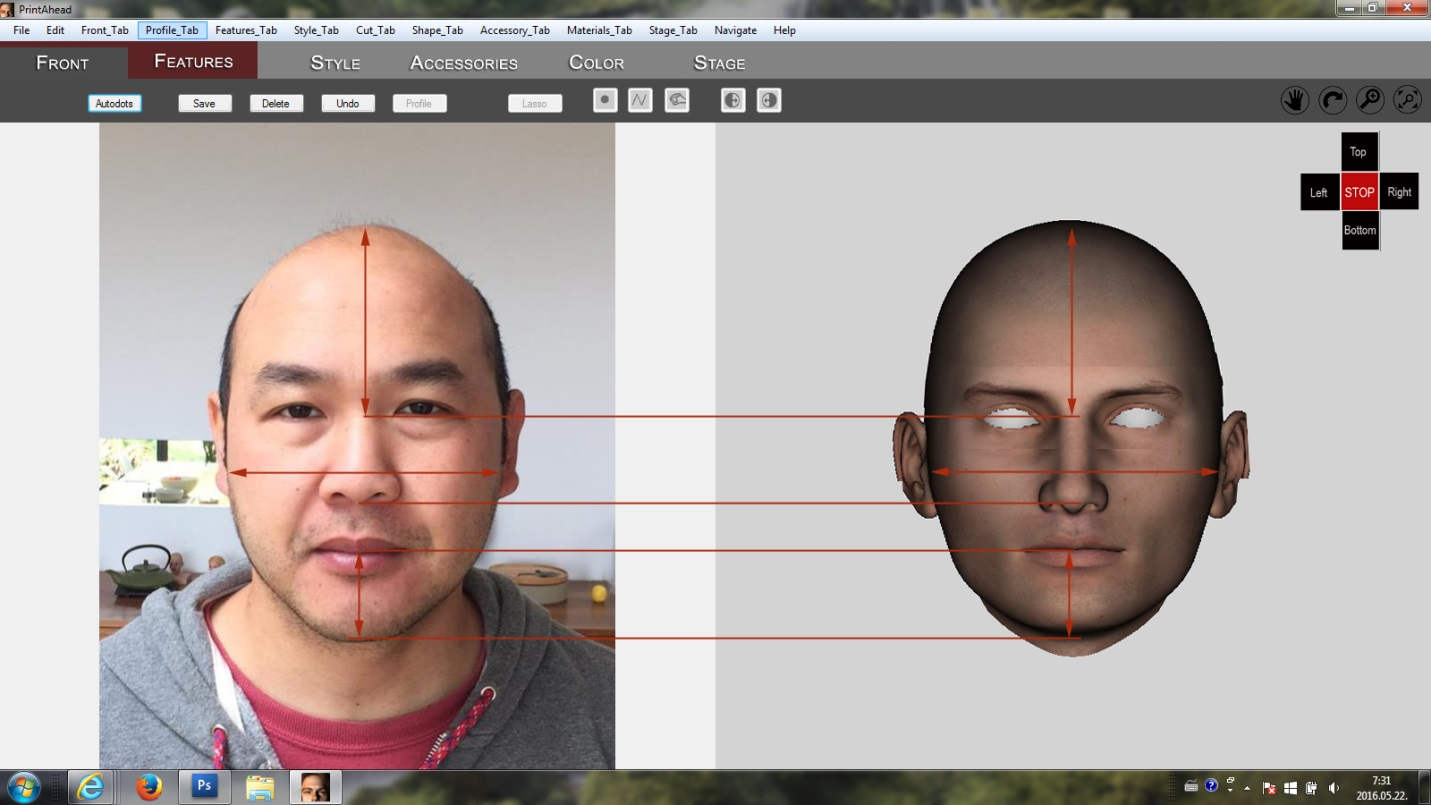 PrintAhead
File Edit Front_Tab Profile_Tab Features_Tab Style_Tab Cut_Tab Shape_Tab Accessory_Tab Materials_Tab Stage_Tab Navigate Help
FRONT FEATURES STYLE ACCESSORIES COLOR STAGE
Autodots Save Delete Undo Profile Lasso
Top
Left STOP Right
Bottom
Ps
7:31
2016.05.22.